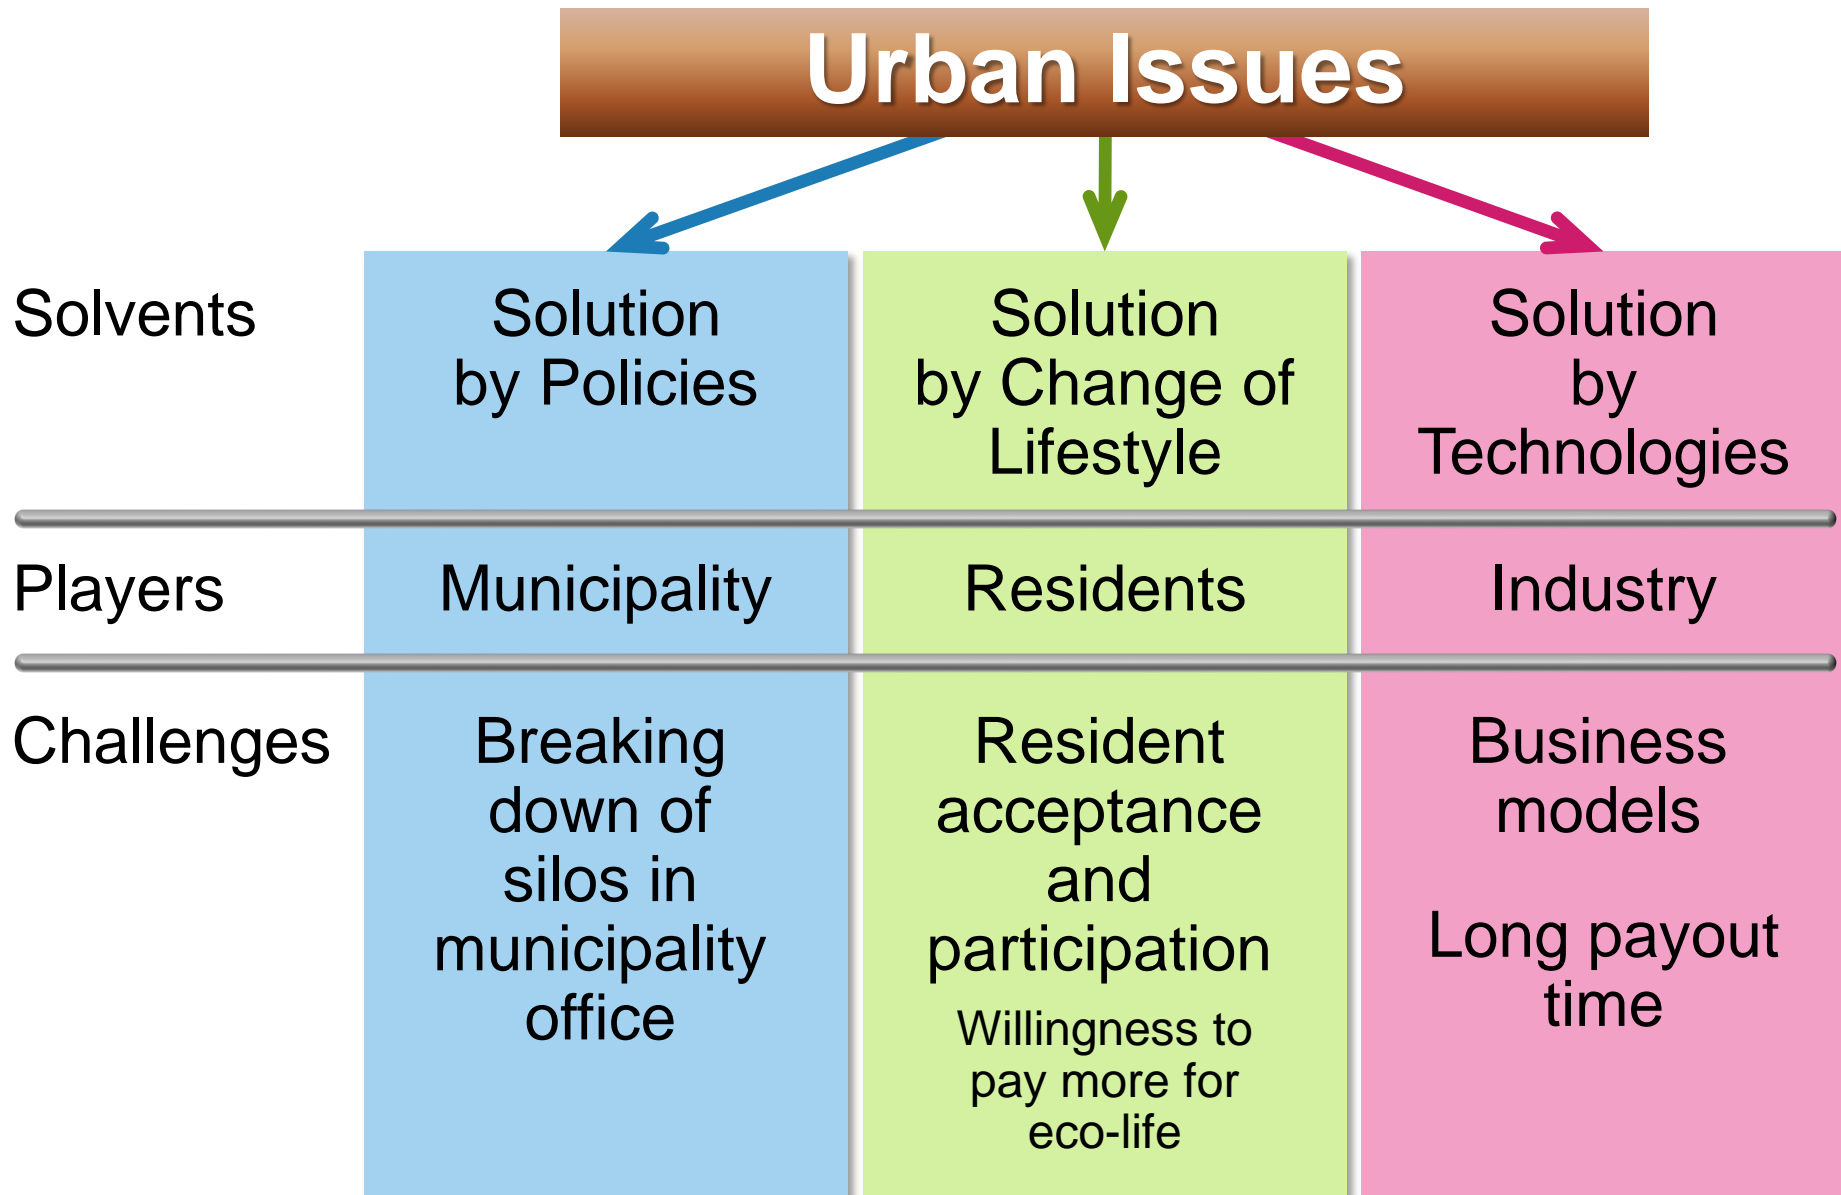 Urban Issues
Solvents
Solution
by Policies
Solution
by Change of
Lifestyle
Solution
by
Technologies
Players
Municipality
Residents
Industry
Challenges
Breaking
down of
silos in
municipality
office
Resident
acceptance
and
participation
Willingness to
pay more for
eco-life
Business
models
Long payout
time